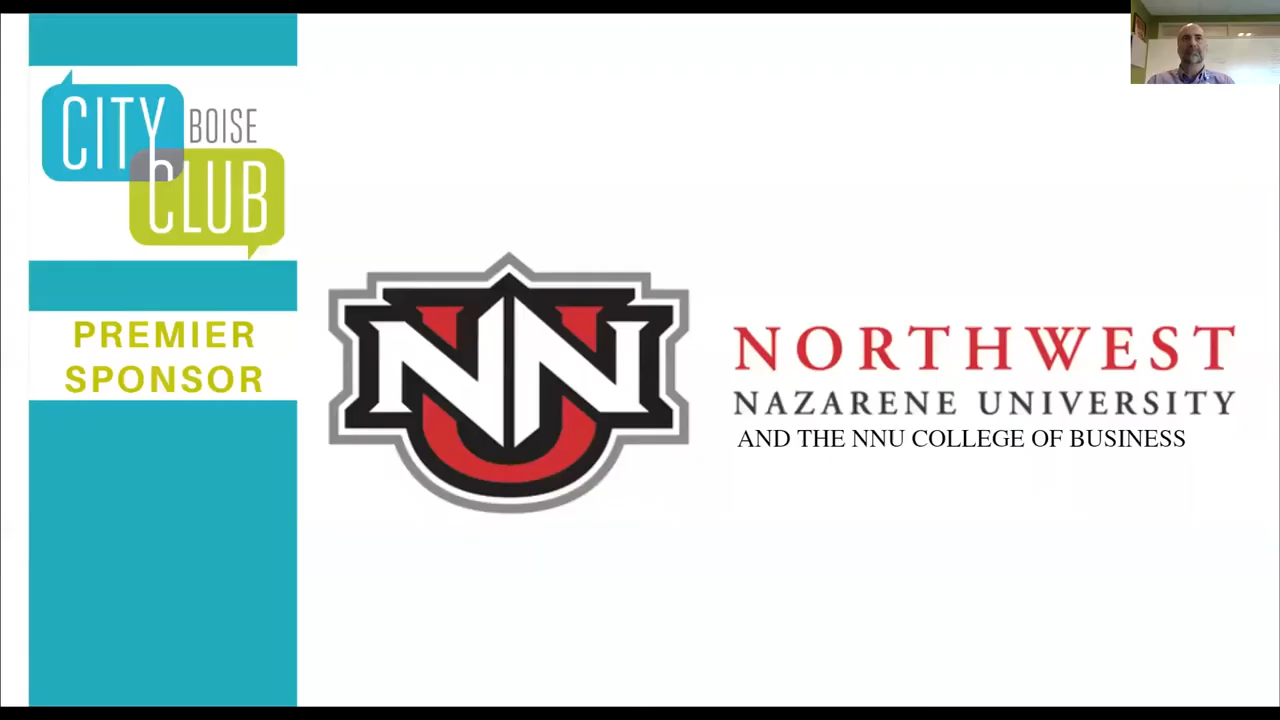 CITY
BOISE
CLUB
PREMIER
SPONSOR
NNU
NORTHWEST
NAZARENE UNIVERSITY
AND THE NNU COLLEGE OF BUSINESS